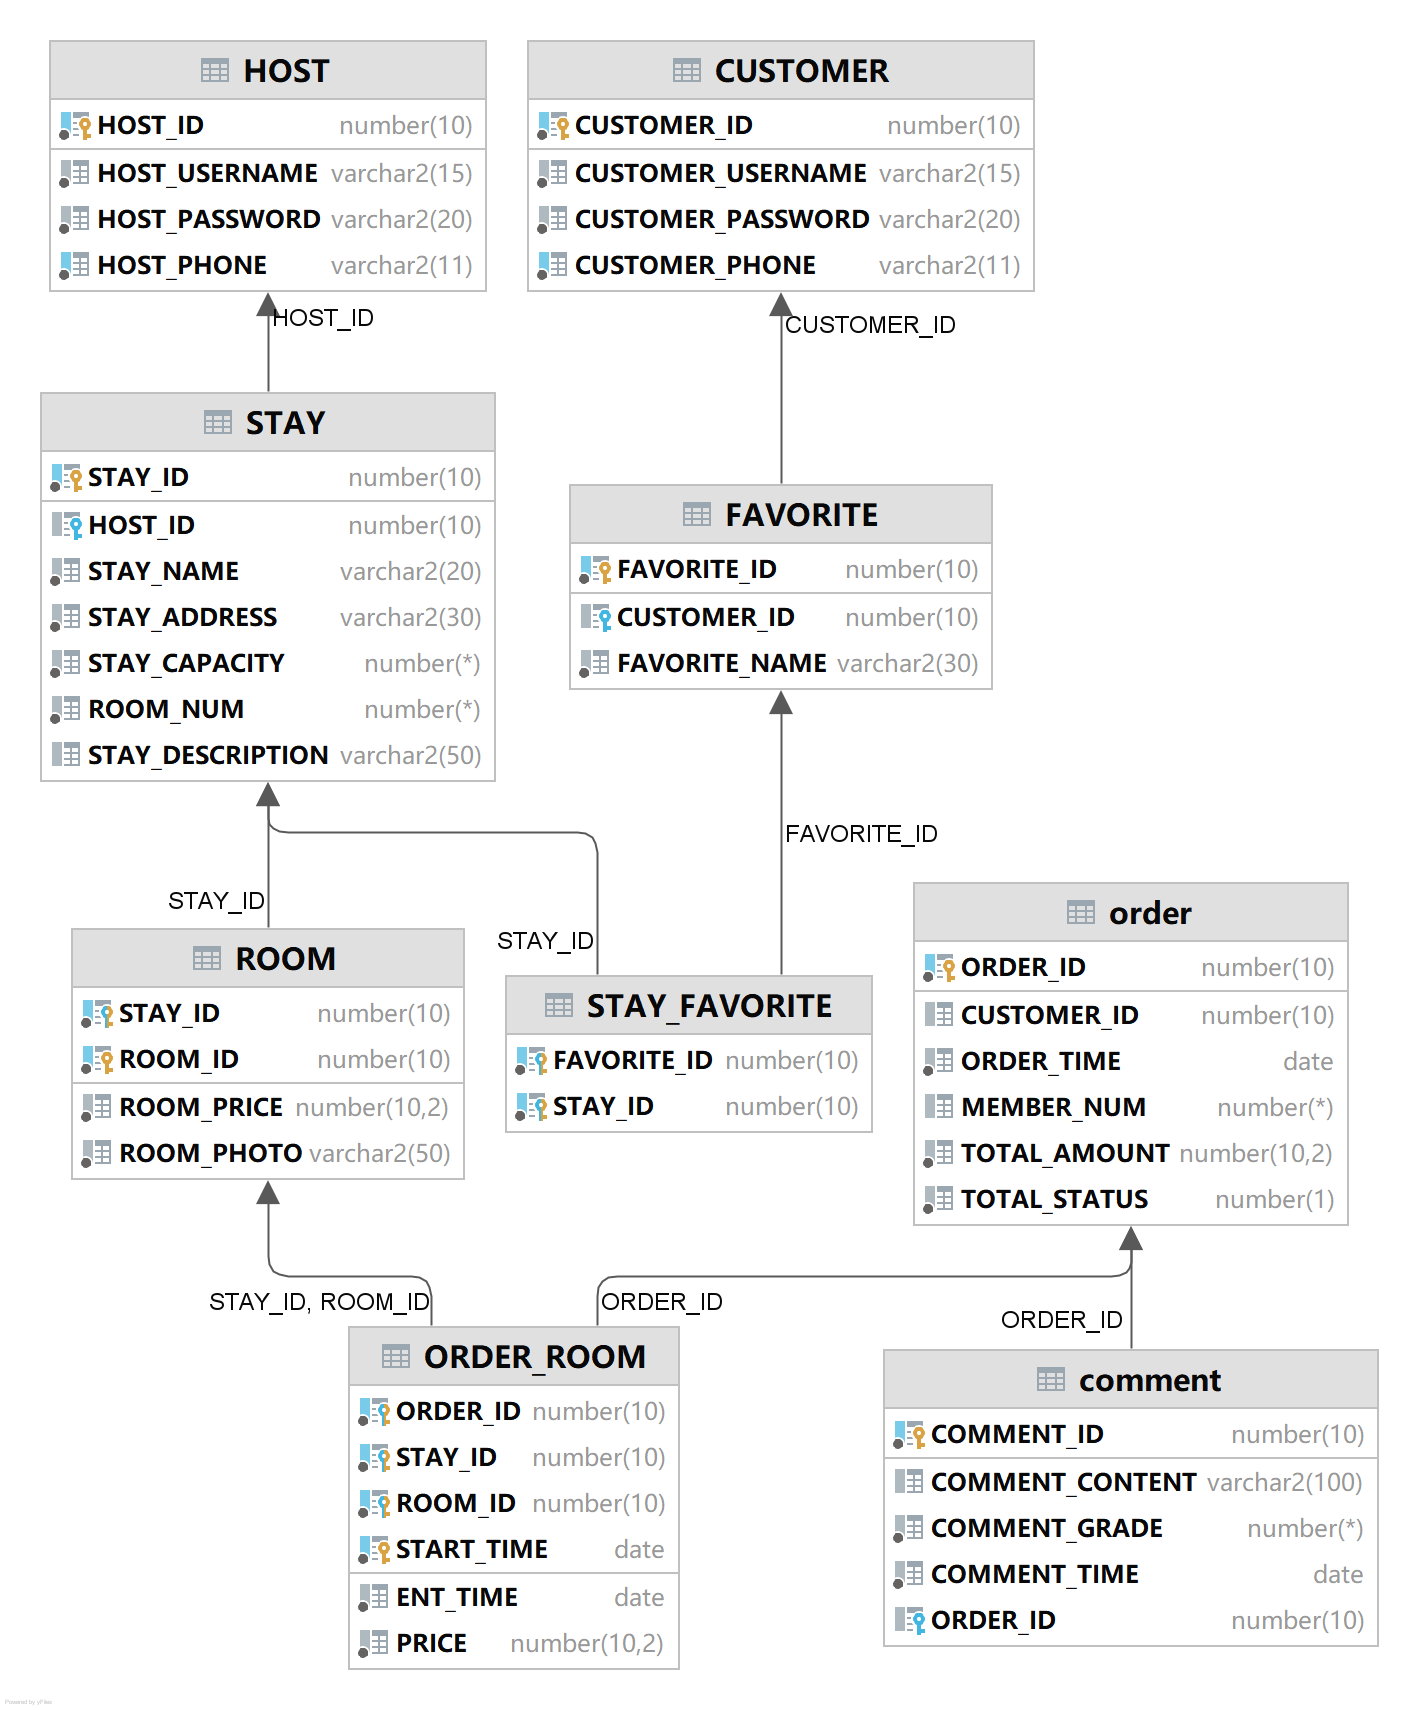 HOST
HOST_ID number(10)
HOST_USERNAME varchar2(15)
HOST_PASSWORD varchar2(20)
HOST_PHONE varchar2(11)
CUSTOMER
CUSTOMER_ID number(10)
CUSTOMER_USERNAME varchar2(15)
CUSTOMER_PASSWORD varchar2(20)
CUSTOMER_PHONE varchar2(11)
HOST_ID
CUSTOMER_ID
STAY
STAY_ID number(10)
HOST_ID number(10)
STAY_NAME varchar2(20)
STAY_ADDRESS varchar2(30)
STAY_CAPACITY number(*)
ROOM_NUM number(*)
STAY_DESCRIPTION varchar2(50)
FAVORITE
FAVORITE_ID number(10)
CUSTOMER_ID number(10)
FAVORITE_NAME varchar2(30)
FAVORITE_ID
STAY_ID
STAY_ID
ROOM
STAY_ID number(10)
ROOM_ID number(10)
ROOM_PRICE number(10,2)
ROOM_PHOTO varchar2(50)
STAY_FAVORITE
FAVORITE_ID number(10)
STAY_ID number(10)
order
ORDER_ID number(10)
CUSTOMER_ID number(10)
ORDER_TIME date
MEMBER_NUM number(*)
TOTAL_AMOUNT number(10,2)
TOTAL_STATUS number(1)
STAY_ID, ROOM_ID
ORDER_ID
ORDER_ID
ORDER_ROOM
ORDER_ID number(10)
STAY_ID number(10)
ROOM_ID number(10)
START_TIME date
ENT_TIME date
PRICE number(10,2)
comment
COMMENT_ID number(10)
COMMENT_CONTENT varchar2(100)
COMMENT_GRADE number(*)
COMMENT_TIME date
ORDER_ID number(10)
Powered by yFiles